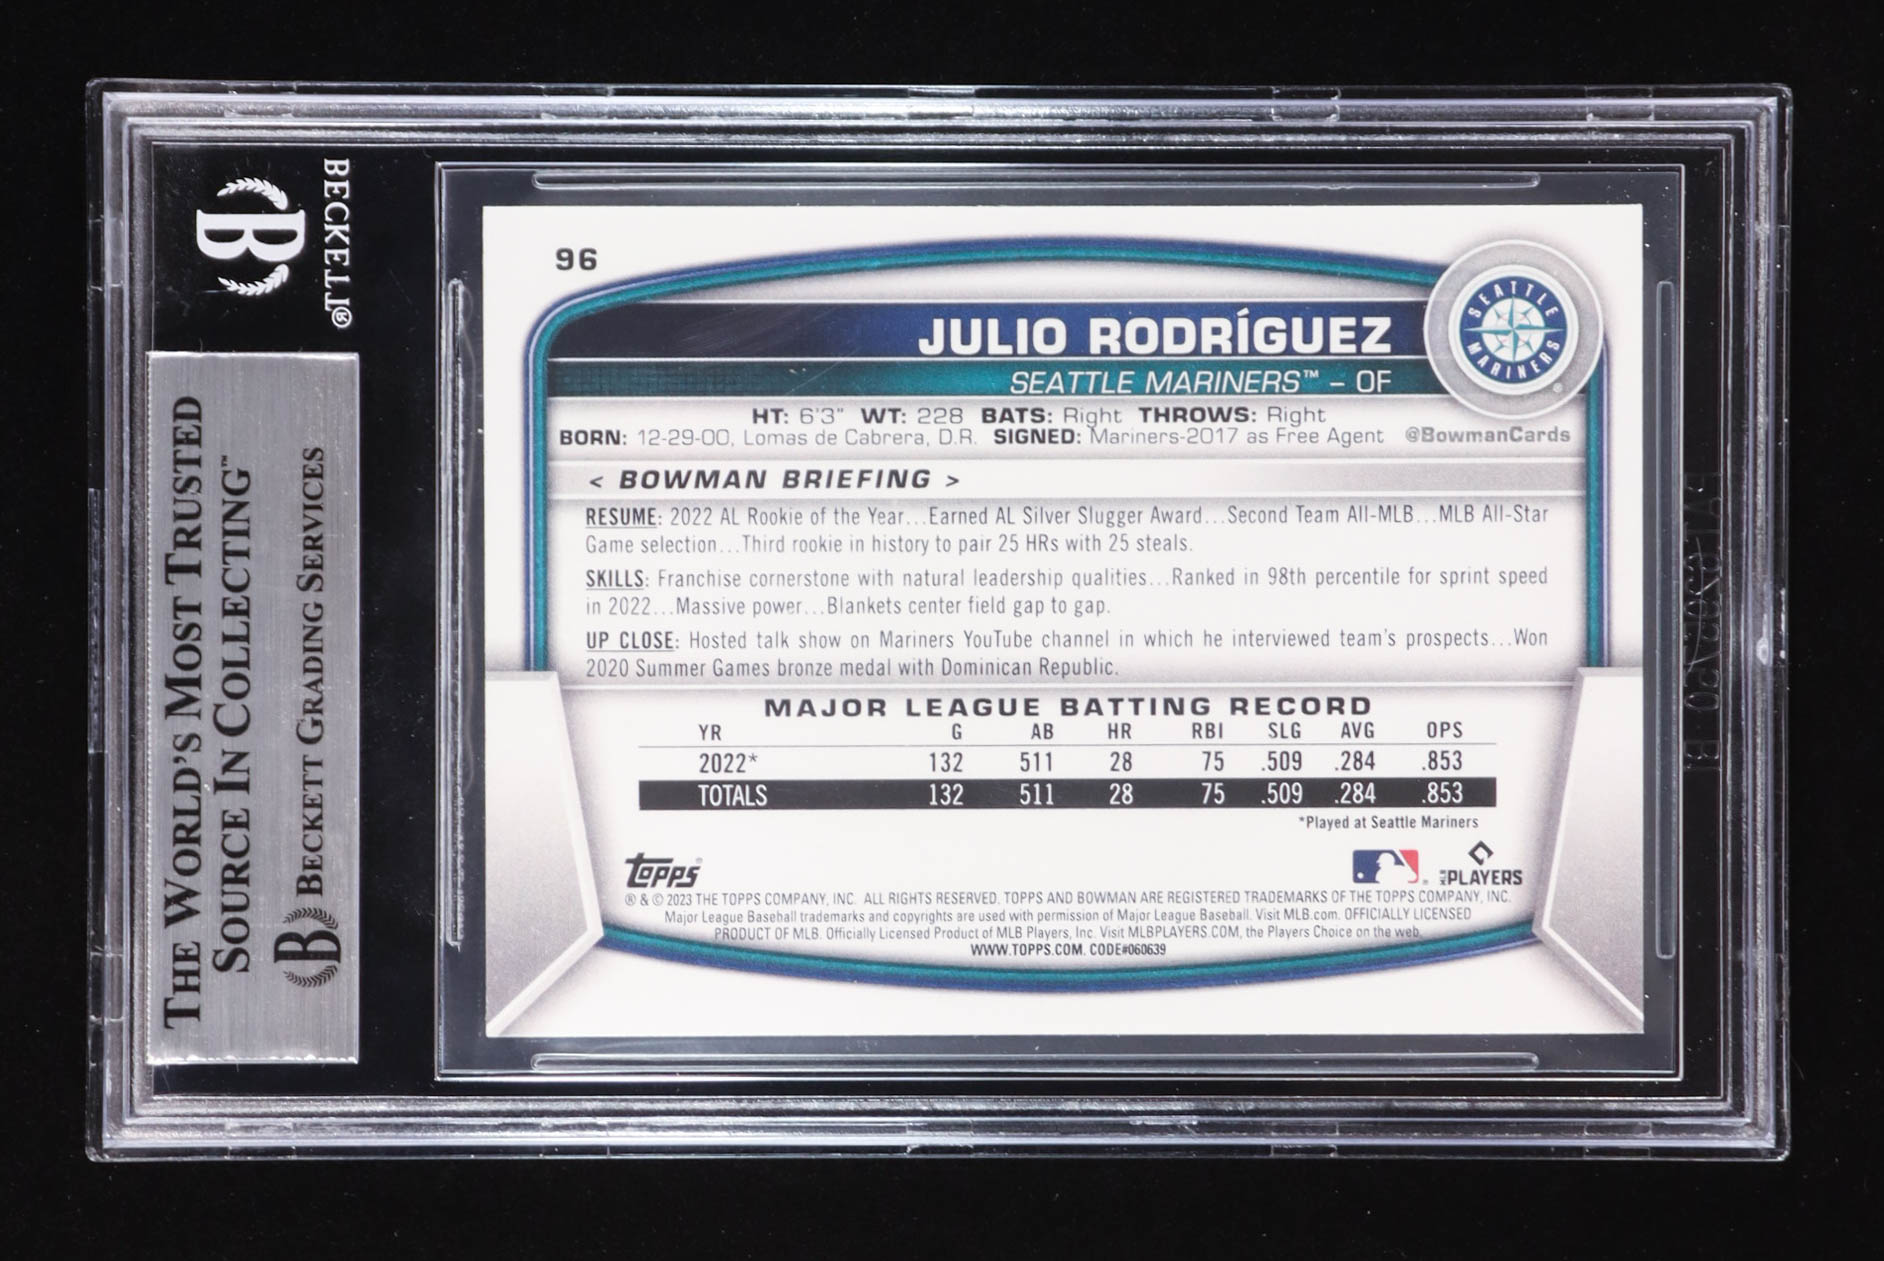 BECKETT®
THE WORLD'S MOST TRUSTED
SOURCE IN COLLECTING™
B BECKETT GRADING SERVICES
96
JULIO RODRÍGUEZ
SEATTLE MARINERS™ – OF
SEATTLE
MARINERS
®
HT: 6'3" WT: 228 BATS: Right THROWS: Right
BORN: 12-29-00, Lomas de Cabrera, D.R. SIGNED: Mariners-2017 as Free Agent @BowmanCards
< BOWMAN BRIEFING >
RESUME: 2022 AL Rookie of the Year...Earned AL Silver Slugger Award...Second Team All-MLB...MLB All-Star
Game selection...Third rookie in history to pair 25 HRs with 25 steals.
SKILLS: Franchise cornerstone with natural leadership qualities...Ranked in 98th percentile for sprint speed
in 2022...Massive power...Blankets center field gap to gap.
UP CLOSE: Hosted talk show on Mariners YouTube channel in which he interviewed team's prospects...Won
2020 Summer Games bronze medal with Dominican Republic.
MAJOR LEAGUE BATTING RECORD
YR G AB HR RBI SLG AVG OPS
2022* 132 511 28 75 .509 .284 .853
TOTALS 132 511 28 75 .509 .284 .853
*Played at Seattle Mariners
Topps® MLB PLAYERS
® & © 2023 THE TOPPS COMPANY, INC. ALL RIGHTS RESERVED. TOPPS AND BOWMAN ARE REGISTERED TRADEMARKS OF THE TOPPS COMPANY, INC.
Major League Baseball trademarks and copyrights are used with permission of Major League Baseball. Visit MLB.com. OFFICIALLY LICENSED
PRODUCT OF MLB. Officially Licensed Product of MLB Players, Inc. Visit MLBPLAYERS.COM, the Players Choice on the web.
WWW.TOPPS.COM. CODE#060639